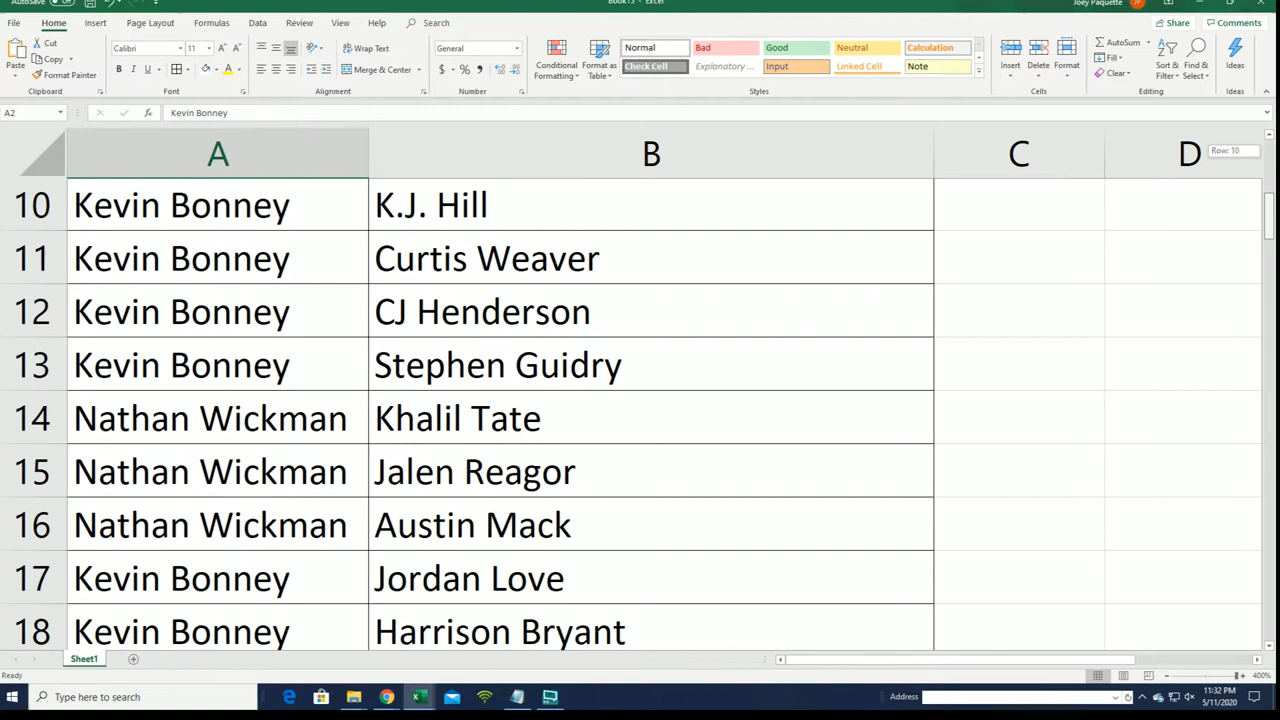 AutoSave
Book15 - Excel
Joey Paquette
File Home Insert Page Layout Formulas Data Review View Help Search
Share Comments
Paste
Cut
Copy
Format Painter
Clipboard
Calibri 11
B I U
Font
Wrap Text
Merge & Center
Alignment
General
$ %
Number
Conditional Formatting
Format as Table
Normal Bad Good Neutral Calculation
Check Cell Explanatory ... Input Linked Cell Note
Styles
Insert Delete Format
Cells
AutoSum
Fill
Clear
Sort & Filter
Find & Select
Editing
Ideas
Ideas
A2 fx Kevin Bonney
A B C D
Row: 10
10 Kevin Bonney K.J. Hill
11 Kevin Bonney Curtis Weaver
12 Kevin Bonney CJ Henderson
13 Kevin Bonney Stephen Guidry
14 Nathan Wickman Khalil Tate
15 Nathan Wickman Jalen Reagor
16 Nathan Wickman Austin Mack
17 Kevin Bonney Jordan Love
18 Kevin Bonney Harrison Bryant
Sheet1
Ready
400%
Type here to search
Address
11:32 PM
5/11/2020